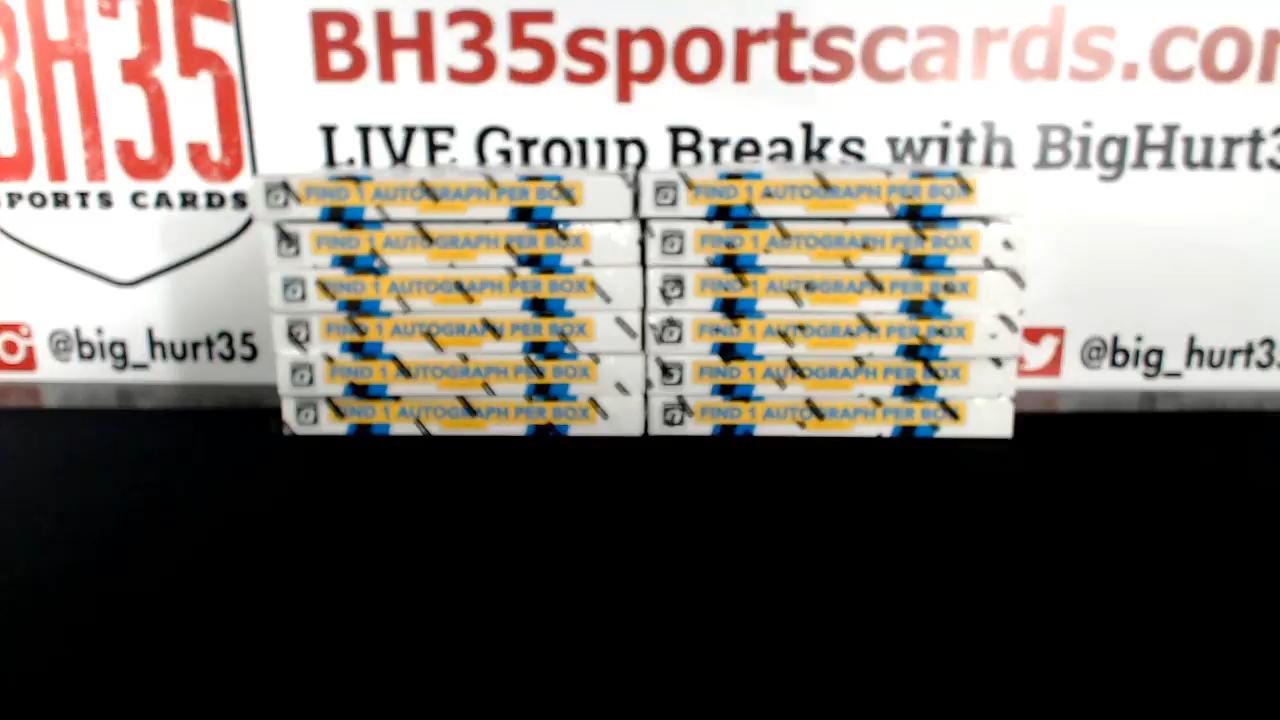 BH35
SPORTS CARDS
BH35sportscards.com
LIVE Group Breaks with BigHurt3
@big_hurt35
@big_hurt3
FIND 1 AUTOGRAPH PER BOX
FIND 1 AUTOGRAPH PER BOX
FIND 1 AUTOGRAPH PER BOX
FIND 1 AUTOGRAPH PER BOX
FIND 1 AUTOGRAPH PER BOX
FIND 1 AUTOGRAPH PER BOX
FIND 1 AUTOGRAPH PER BOX
FIND 1 AUTOGRAPH PER BOX
FIND 1 AUTOGRAPH PER BOX
FIND 1 AUTOGRAPH PER BOX
FIND 1 AUTOGRAPH PER BOX
FIND 1 AUTOGRAPH PER BOX